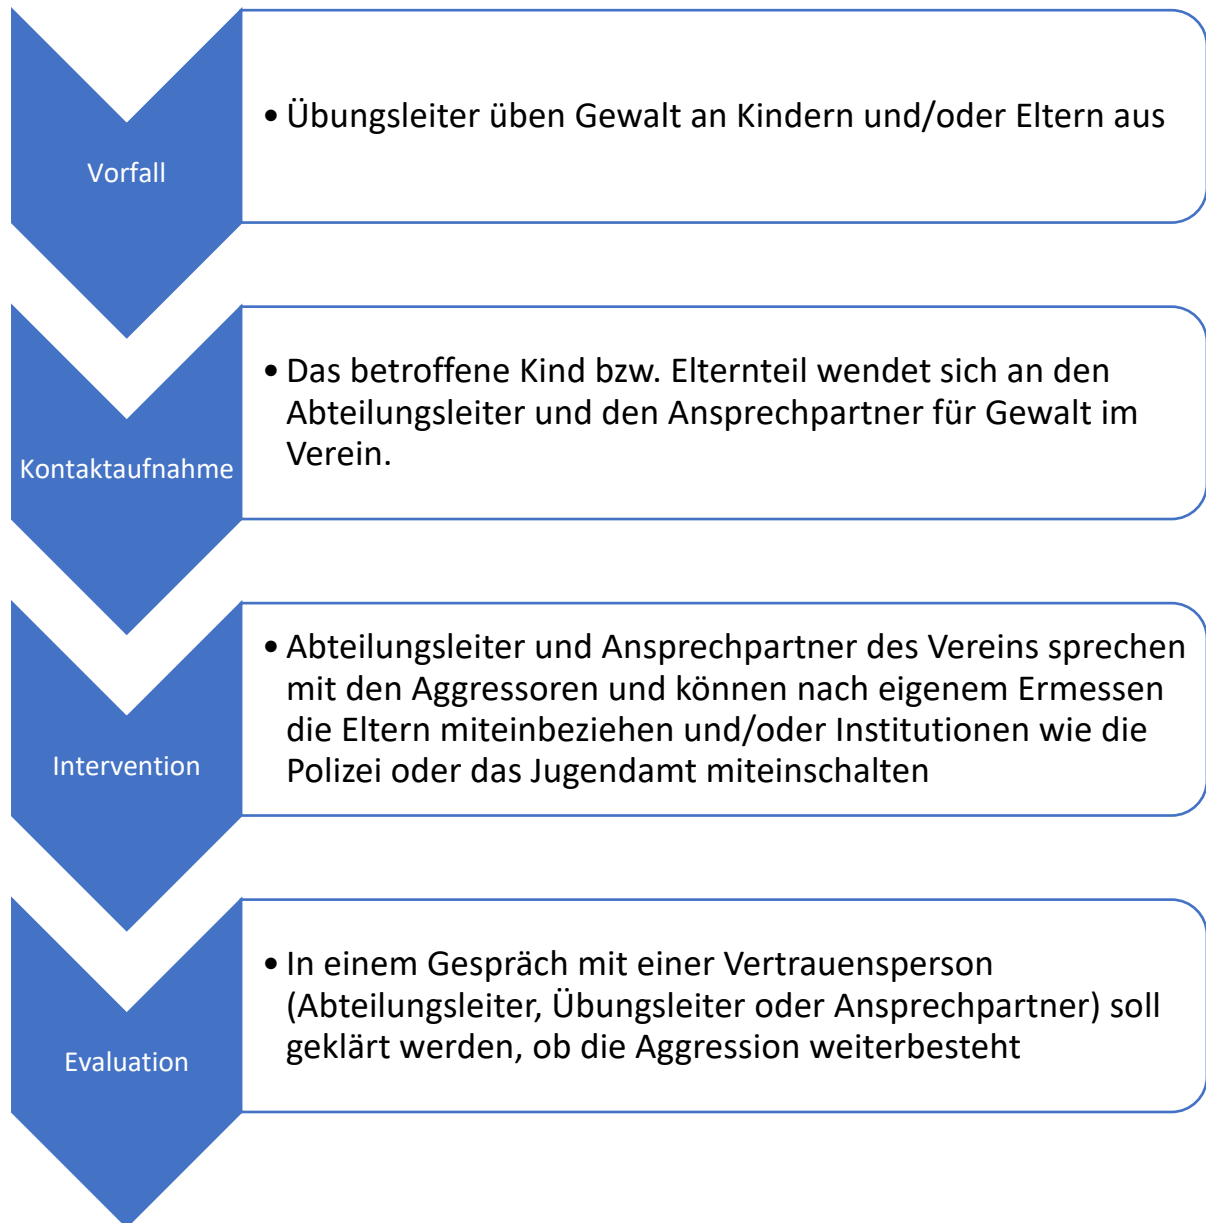 Vorfall
• Übungsleiter üben Gewalt an Kindern und/oder Eltern aus
Kontaktaufnahme
• Das betroffene Kind bzw. Elternteil wendet sich an den
Abteilungsleiter und den Ansprechpartner für Gewalt im
Verein.
Intervention
• Abteilungsleiter und Ansprechpartner des Vereins sprechen
mit den Aggressoren und können nach eigenem Ermessen
die Eltern miteinbeziehen und/oder Institutionen wie die
Polizei oder das Jugendamt miteinschalten
Evaluation
• In einem Gespräch mit einer Vertrauensperson
(Abteilungsleiter, Übungsleiter oder Ansprechpartner) soll
geklärt werden, ob die Aggression weiterbesteht